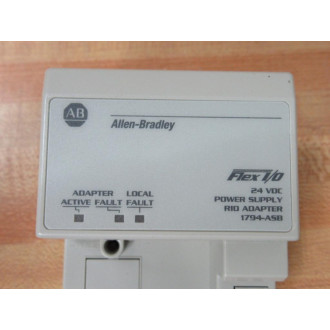 AB
Allen-Bradley
Flex I/O
24 VDC
POWER SUPPLY
RIO ADAPTER
1794-ASB
ADAPTER LOCAL
ACTIVE FAULT FAULT